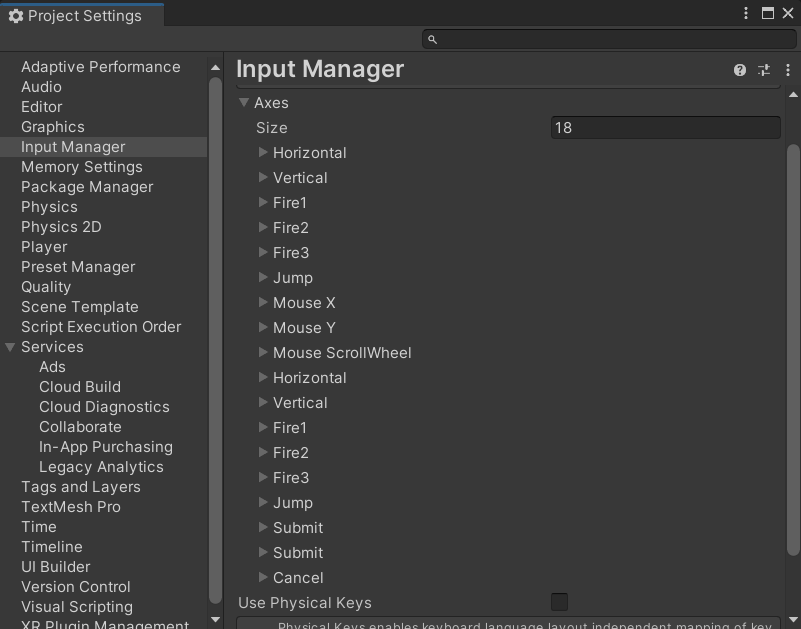 Project Settings
Adaptive Performance
Audio
Editor
Graphics
Input Manager
Memory Settings
Package Manager
Physics
Physics 2D
Player
Preset Manager
Quality
Scene Template
Script Execution Order
Services
Ads
Cloud Build
Cloud Diagnostics
Collaborate
In-App Purchasing
Legacy Analytics
Tags and Layers
TextMesh Pro
Time
Timeline
UI Builder
Version Control
Visual Scripting
XR Plugin Management
Input Manager
Axes
Size 18
Horizontal
Vertical
Fire1
Fire2
Fire3
Jump
Mouse X
Mouse Y
Mouse ScrollWheel
Horizontal
Vertical
Fire1
Fire2
Fire3
Jump
Submit
Submit
Cancel
Use Physical Keys
Physical Keys enables keyboard language layout independent mapping of key